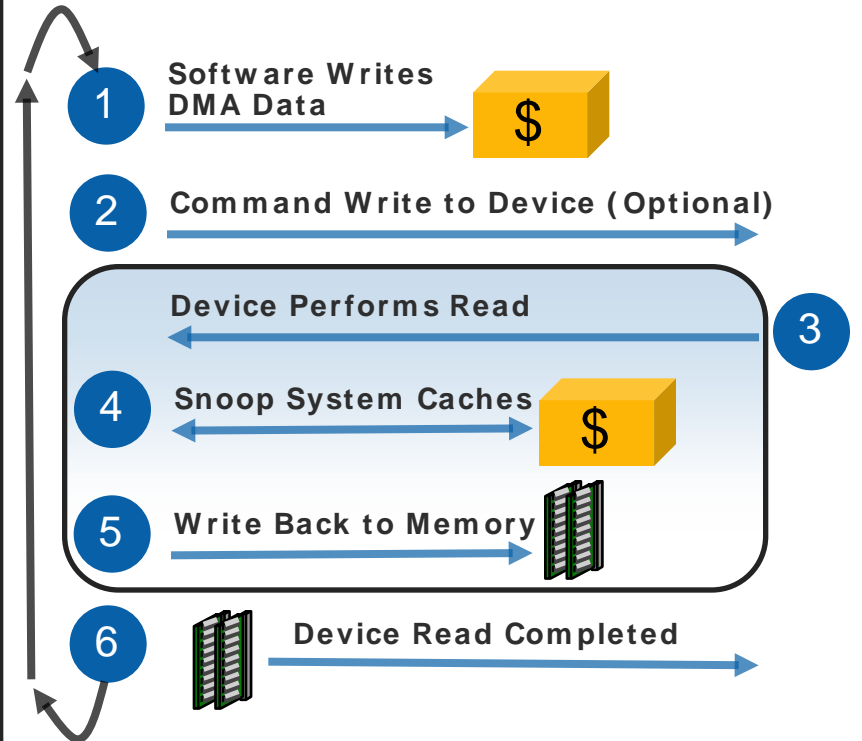 1
Software Writes
DMA Data
$
2
Command Write to Device (Optional)
Device Performs Read
3
4
Snoop System Caches
$
5
Write Back to Memory
6
Device Read Completed